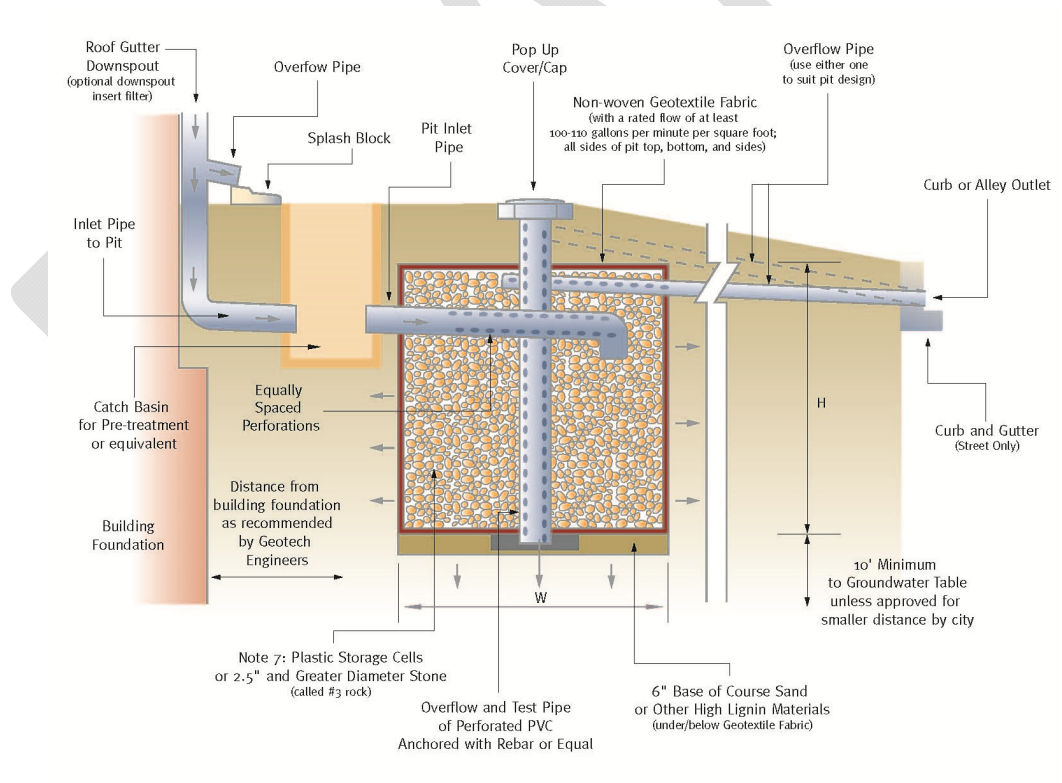 Roof Gutter
Downspout
(optional downspout
insert filter)
Overfow Pipe
Splash Block
Pit Inlet
Pipe
Pop Up
Cover/Cap
Non-woven Geotextile Fabric
(with a rated flow of at least
100-110 gallons per minute per square foot;
all sides of pit top, bottom, and sides)
Overflow Pipe
(use either one
to suit pit design)
Curb or Alley Outlet
Inlet Pipe
to Pit
Catch Basin
for Pre-treatment
or equivalent
Equally
Spaced
Perforations
H
Curb and Gutter
(Street Only)
Building
Foundation
Distance from
building foundation
as recommended
by Geotech
Engineers
W
10' Minimum
to Groundwater Table
unless approved for
smaller distance by city
Note 7: Plastic Storage Cells
or 2.5" and Greater Diameter Stone
(called #3 rock)
Overflow and Test Pipe
of Perforated PVC
Anchored with Rebar or Equal
6" Base of Course Sand
or Other High Lignin Materials
(under/below Geotextile Fabric)